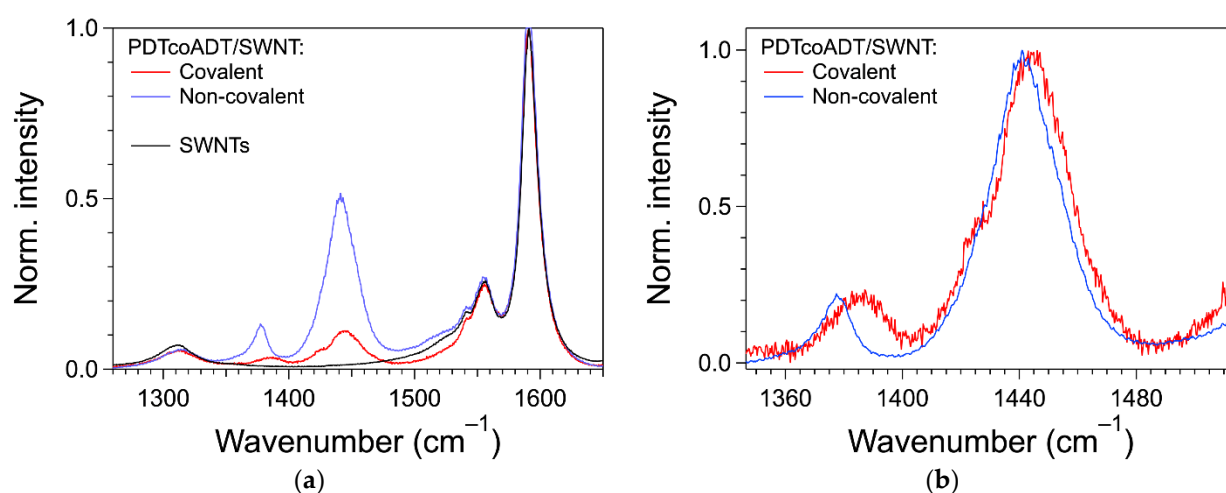 1.0
0.5
0.0
Norm. intensity
PDTcoADT/SWNT:
Covalent
Non-covalent
SWNTs
1300 1400 1500 1600
Wavenumber (cm⁻¹)
(a)
1.0
0.5
0.0
Norm. intensity
PDTcoADT/SWNT:
Covalent
Non-covalent
1360 1400 1440 1480
Wavenumber (cm⁻¹)
(b)